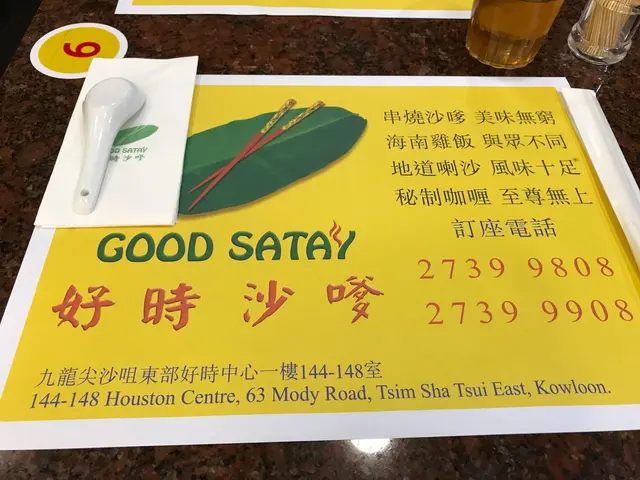 6
GOOD SATAY
好時沙嗲
串燒沙嗲 美味無窮
海南雞飯 與眾不同
地道喇沙 風味十足
秘制咖喱 至尊無上
訂座電話
2739 9808
2739 9908
GOOD SATAY
好時沙嗲
九龍尖沙咀東部好時中心一樓144-148室
144-148 Houston Centre, 63 Mody Road, Tsim Sha Tsui East, Kowloon.